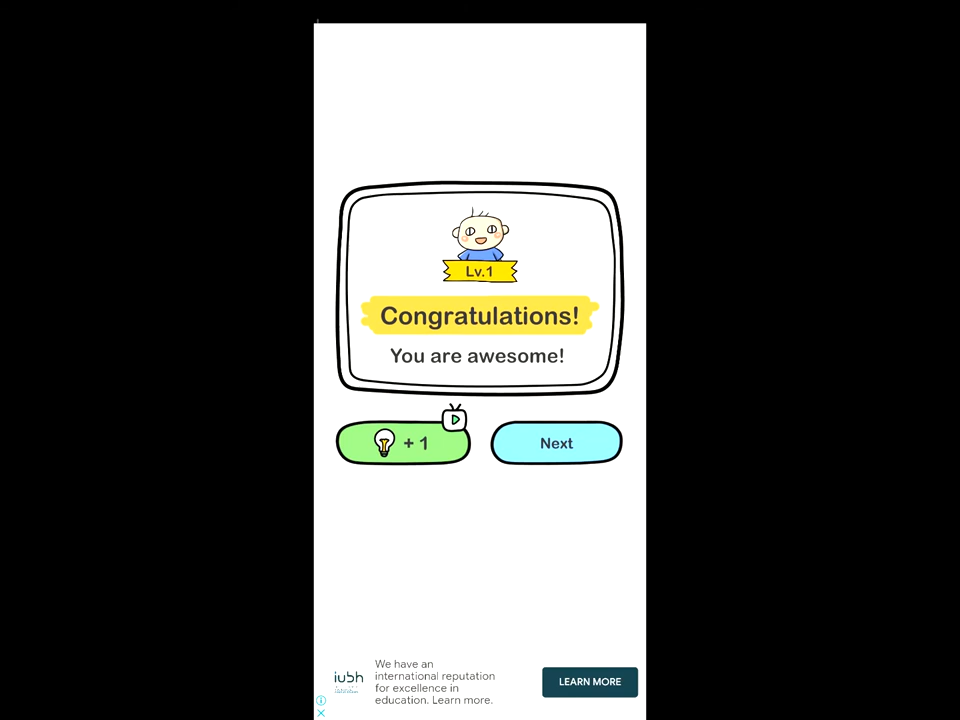 Lv.1
Congratulations!
You are awesome!
+ 1
Next
iubh
We have an
international reputation
for excellence in
education. Learn more.
LEARN MORE